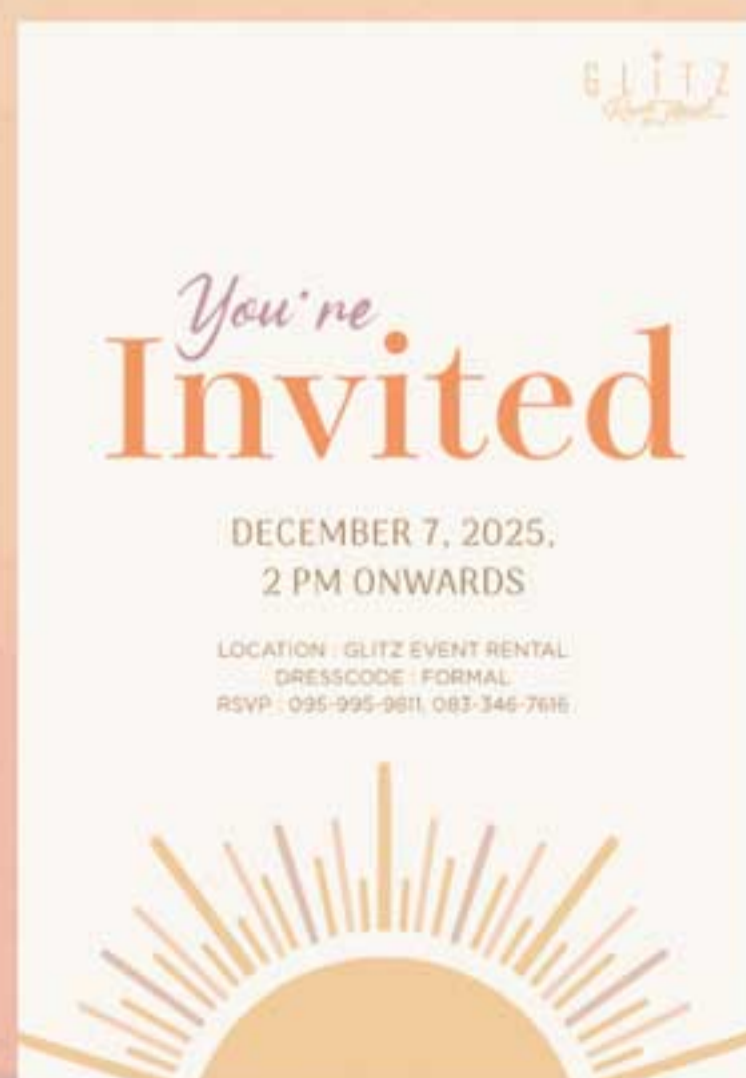 GLITZ
You're
Invited
DECEMBER 7, 2025,
2 PM ONWARDS
LOCATION : GLITZ EVENT RENTAL
DRESSCODE : FORMAL
RSVP : 095-995-9811, 083-346-7616